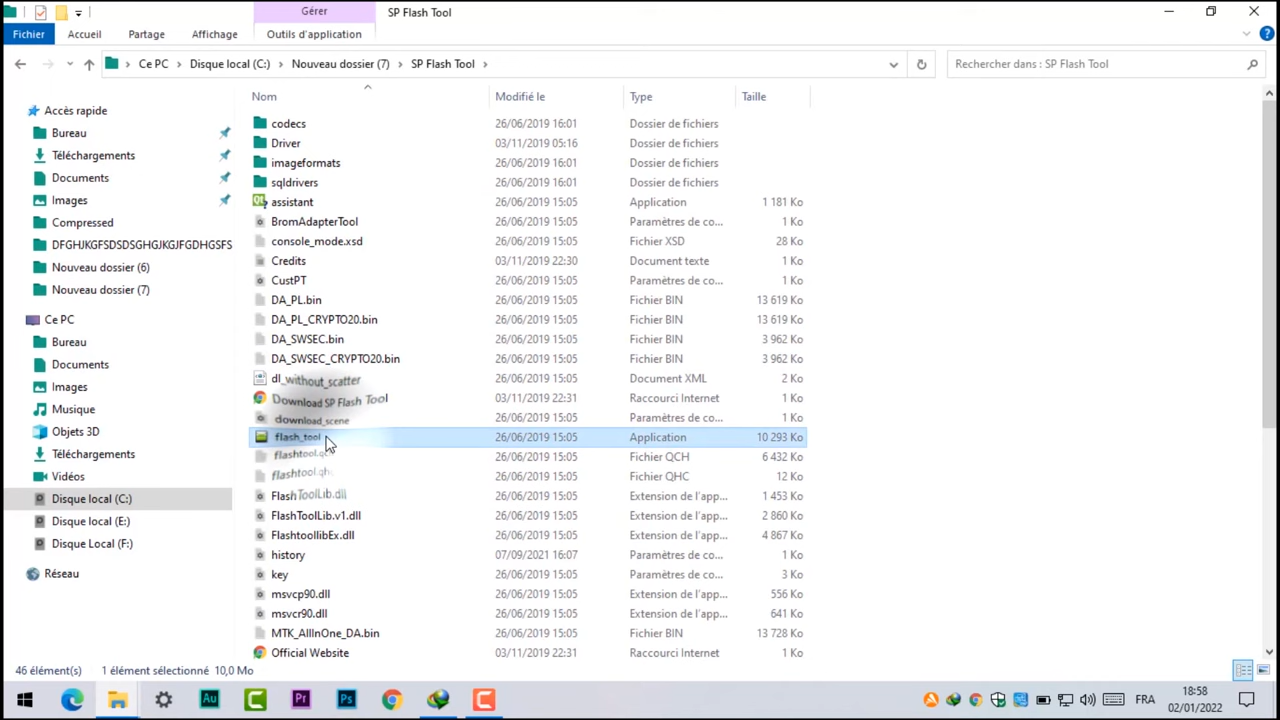 Gérer
SP Flash Tool
Fichier
Accueil
Partage
Affichage
Outils d'application
Ce PC
Disque local (C:)
Nouveau dossier (7)
SP Flash Tool
Rechercher dans : SP Flash Tool
Nom Modifié le Type Taille
Accès rapide
Bureau
Téléchargements
Documents
Images
Compressed
DFGHJKGFSDSDSGHGJKGJFGDHGSFS
Nouveau dossier (6)
Nouveau dossier (7)
Ce PC
Bureau
Documents
Images
Musique
Objets 3D
Téléchargements
Vidéos
Disque local (C:)
Disque local (E:)
Disque Local (F:)
Réseau
codecs 26/06/2019 16:01 Dossier de fichiers
Driver 03/11/2019 05:16 Dossier de fichiers
imageformats 26/06/2019 16:01 Dossier de fichiers
sqldrivers 26/06/2019 16:01 Dossier de fichiers
assistant 26/06/2019 15:05 Application 1 181 Ko
BromAdapterTool 26/06/2019 15:05 Paramètres de co... 1 Ko
console_mode.xsd 26/06/2019 15:05 Fichier XSD 28 Ko
Credits 03/11/2019 22:30 Document texte 1 Ko
CustPT 26/06/2019 15:05 Paramètres de co... 1 Ko
DA_PL.bin 26/06/2019 15:05 Fichier BIN 13 619 Ko
DA_PL_CRYPTO20.bin 26/06/2019 15:05 Fichier BIN 13 619 Ko
DA_SWSEC.bin 26/06/2019 15:05 Fichier BIN 3 962 Ko
DA_SWSEC_CRYPTO20.bin 26/06/2019 15:05 Fichier BIN 3 962 Ko
dl_without_scatter 26/06/2019 15:05 Document XML 2 Ko
Download SP Flash Tool 03/11/2019 22:31 Raccourci Internet 1 Ko
download_scene 26/06/2019 15:05 Paramètres de co... 1 Ko
flash_tool 26/06/2019 15:05 Application 10 293 Ko
flashtool.qc 26/06/2019 15:05 Fichier QCH 6 432 Ko
flashtool.qh 26/06/2019 15:05 Fichier QHC 12 Ko
FlashToolLib.dll 26/06/2019 15:05 Extension de l'app... 1 453 Ko
FlashToolLib.v1.dll 26/06/2019 15:05 Extension de l'app... 2 860 Ko
FlashtoollibEx.dll 26/06/2019 15:05 Extension de l'app... 4 867 Ko
history 07/09/2021 16:07 Paramètres de co... 1 Ko
key 26/06/2019 15:05 Paramètres de co... 3 Ko
msvcp90.dll 26/06/2019 15:05 Extension de l'app... 556 Ko
msvcr90.dll 26/06/2019 15:05 Extension de l'app... 641 Ko
MTK_AllInOne_DA.bin 26/06/2019 15:05 Fichier BIN 13 728 Ko
Official Website 03/11/2019 22:31 Raccourci Internet 1 Ko
46 élément(s) 1 élément sélectionné 10,0 Mo
Au
Pr
Ps
FRA
18:58
02/01/2022